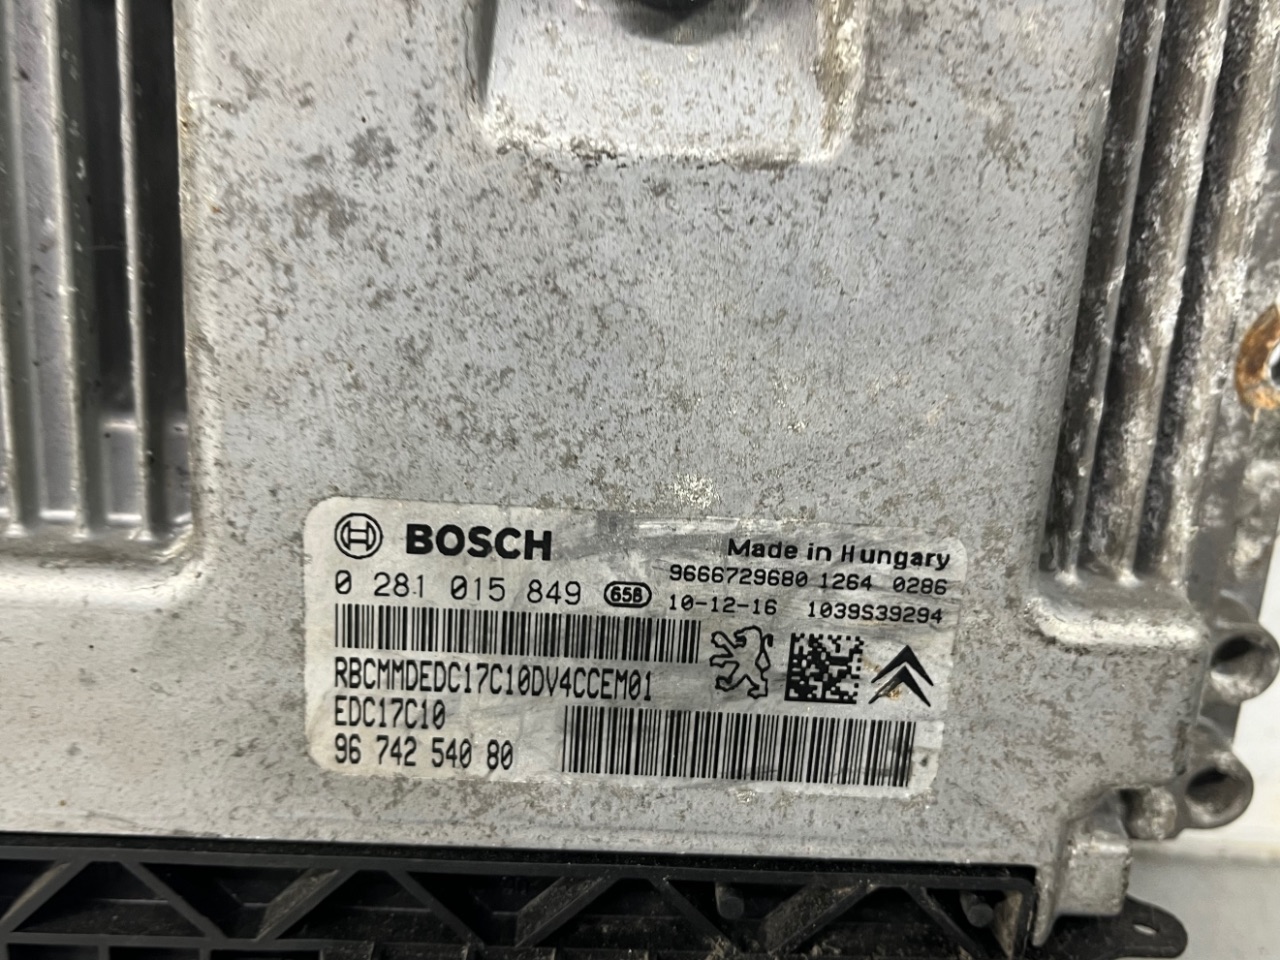 BOSCH
Made in Hungary
0 281 015 849 658
9666729680 1264 0286
10-12-16 1039S39294
RBCMMDEDC17C10DV4CCEM01
EDC17C10
96 742 540 80